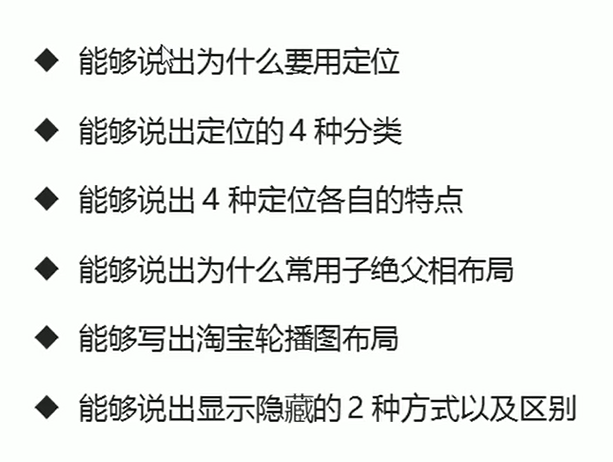 ◆ 能够说出为什么要用定位
◆ 能够说出定位的 4 种分类
◆ 能够说出 4 种定位各自的特点
◆ 能够说出为什么常用子绝父相布局
◆ 能够写出淘宝轮播图布局
◆ 能够说出显示隐藏的 2 种方式以及区别